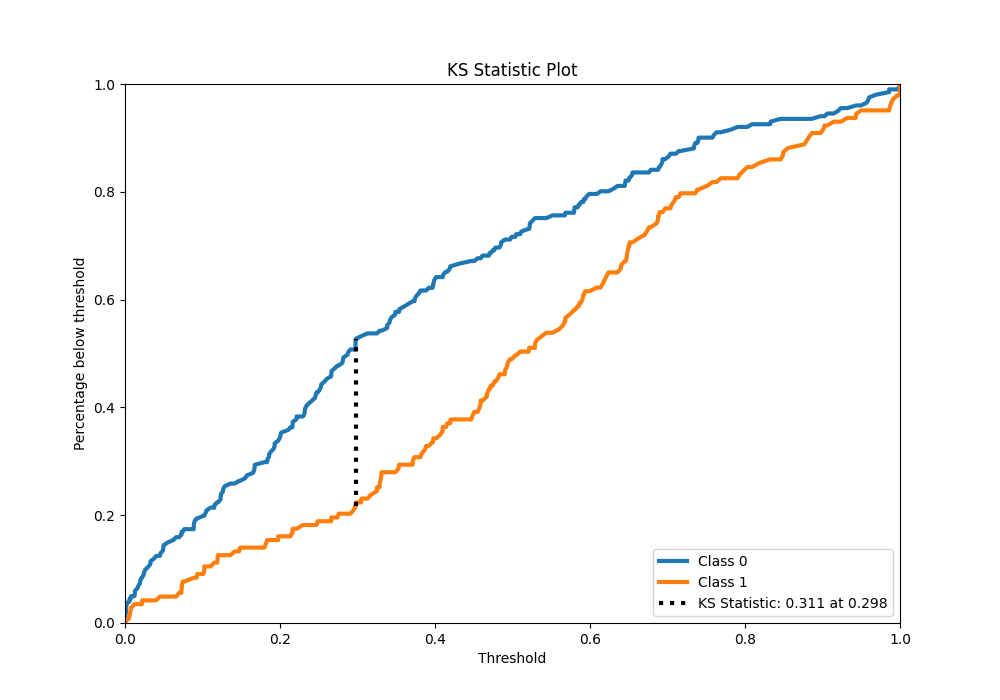 KS Statistic Plot
1.0
0.8
0.6
0.4
0.2
0.0
Percentage below threshold
0.0 0.2 0.4 0.6 0.8 1.0
Threshold
Class 0
Class 1
KS Statistic: 0.311 at 0.298